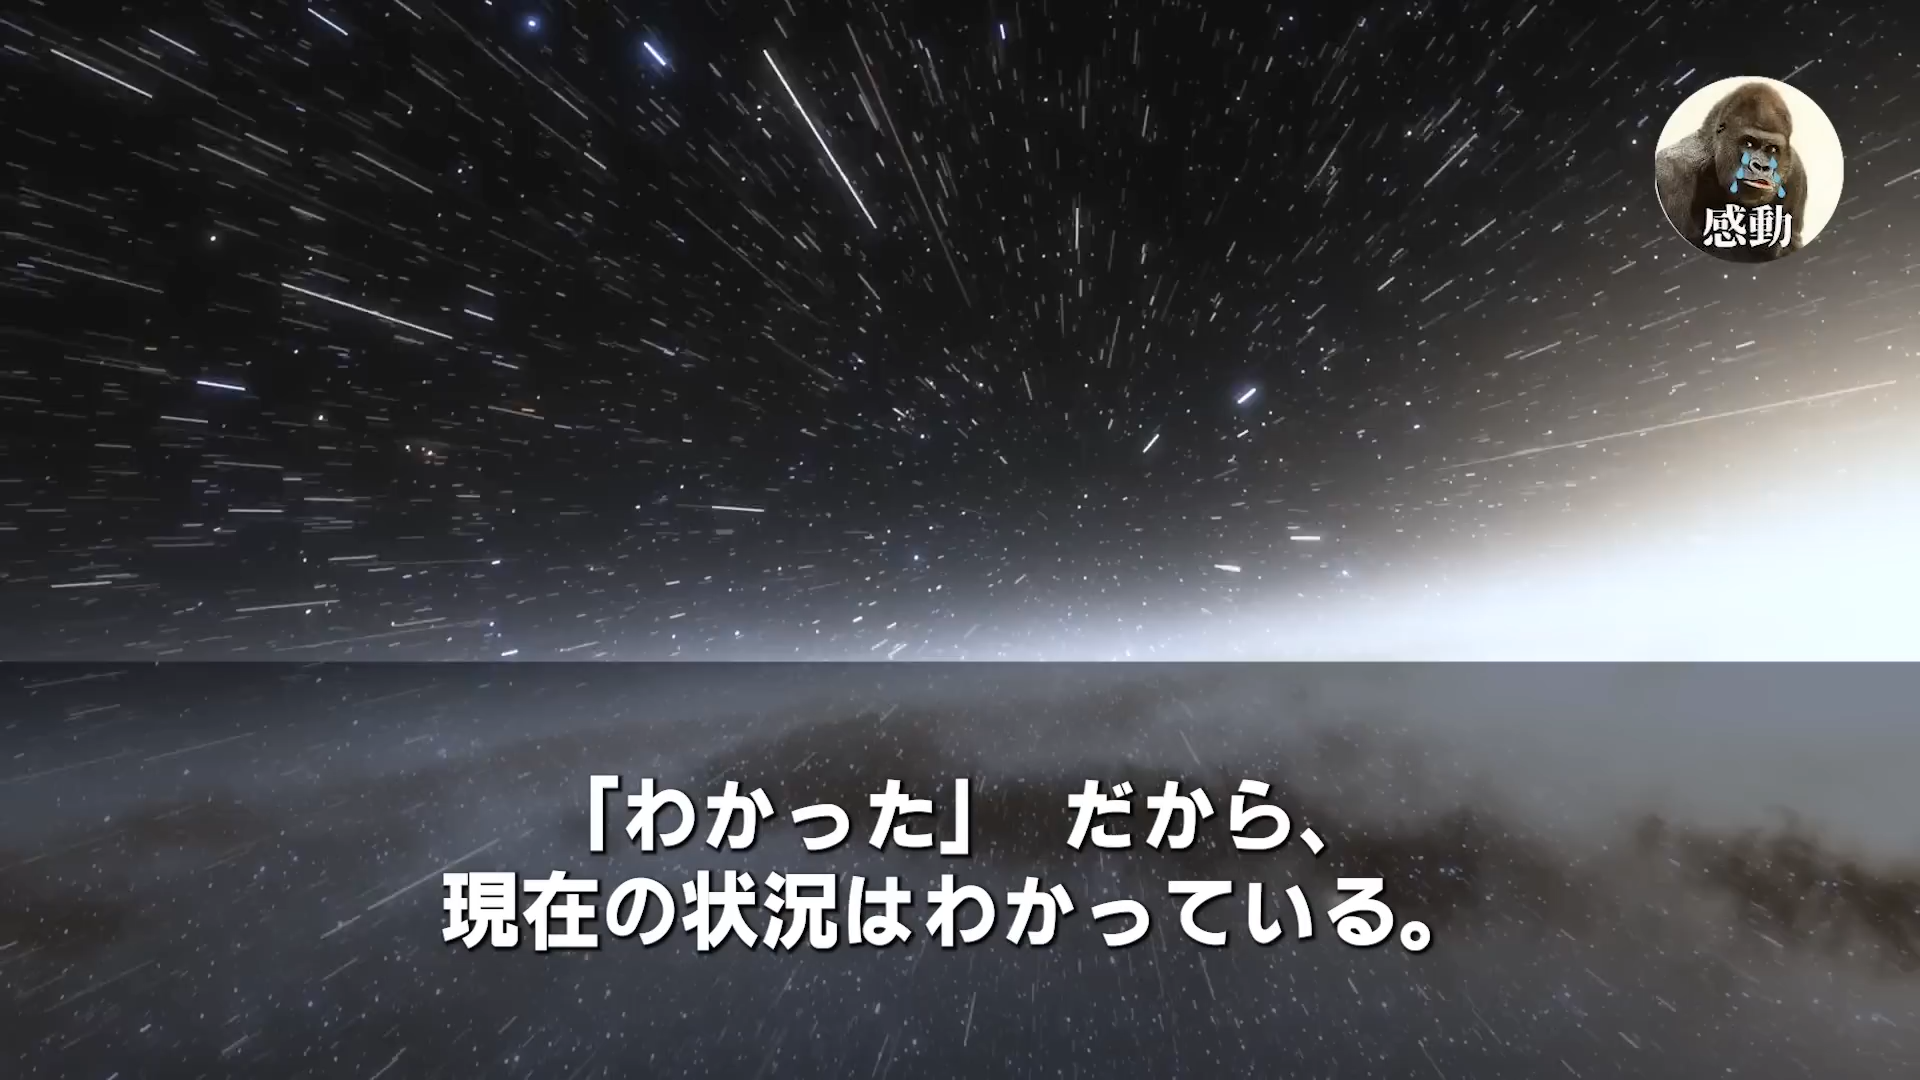 感動
「わかった」　だから、
現在の状況はわかっている。